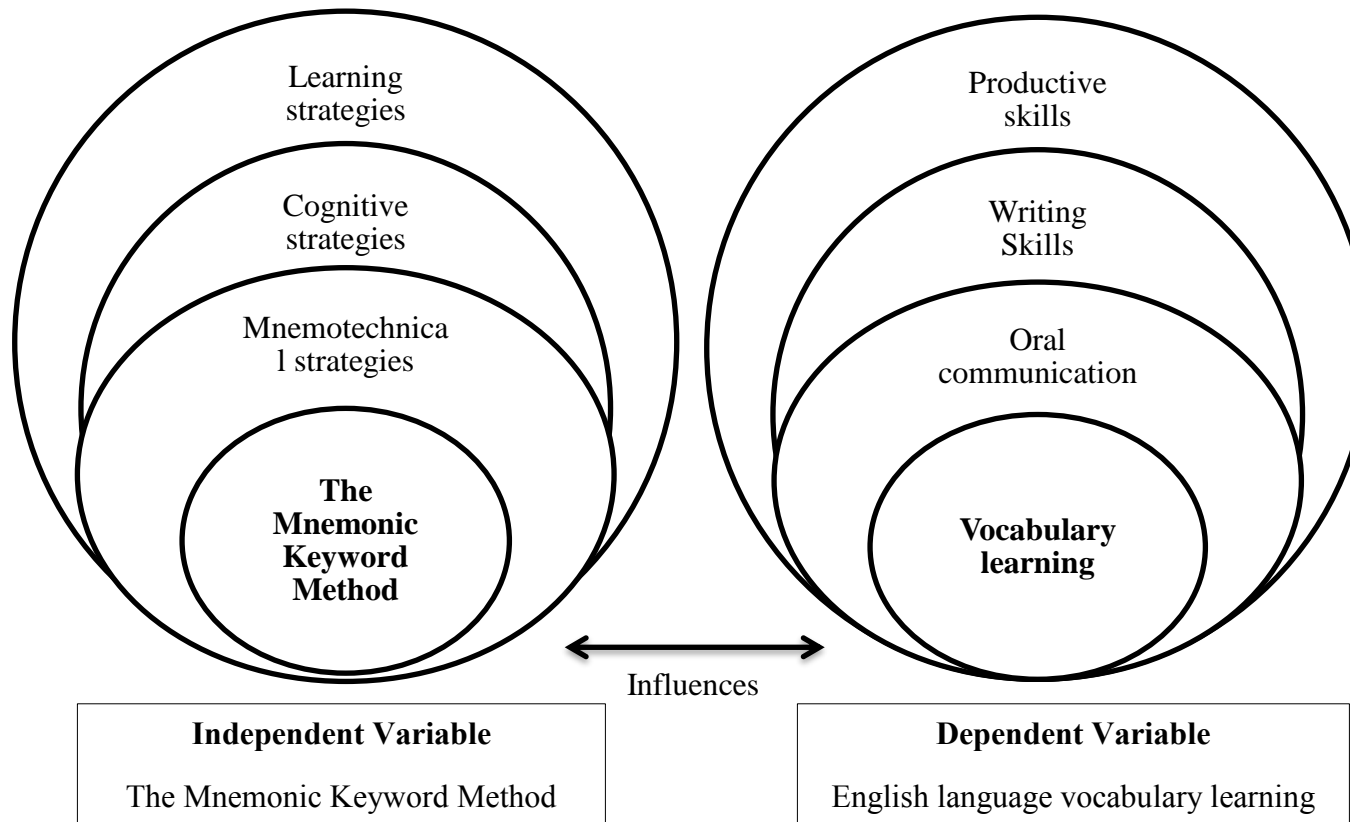 Learning
strategies
Cognitive
strategies
Mnemotechnica
l strategies
The
Mnemonic
Keyword
Method
Productive
skills
Writing
Skills
Oral
communication
Vocabulary
learning
Influences
Independent Variable
The Mnemonic Keyword Method
Dependent Variable
English language vocabulary learning